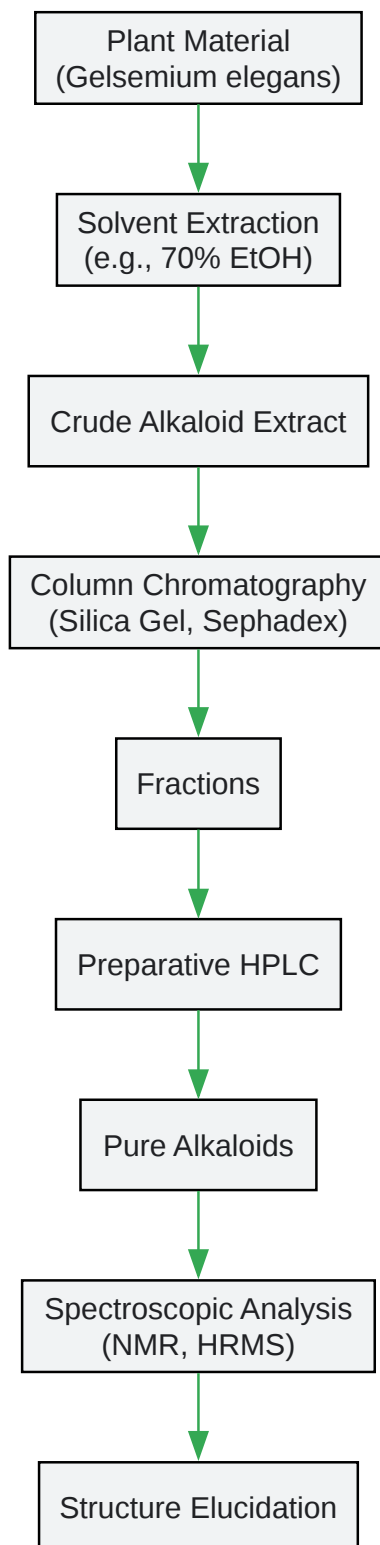 Plant Material
(Gelsemium elegans)
Solvent Extraction
(e.g., 70% EtOH)
Crude Alkaloid Extract
Column Chromatography
(Silica Gel, Sephadex)
Fractions
Preparative HPLC
Pure Alkaloids
Spectroscopic Analysis
(NMR, HRMS)
Structure Elucidation